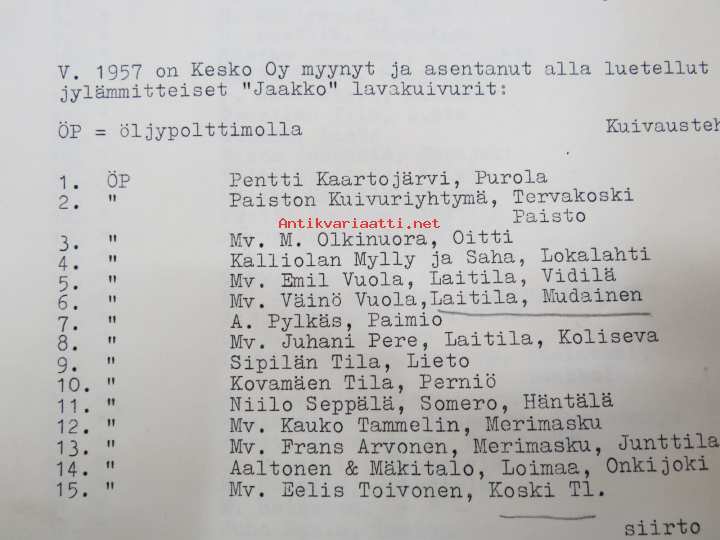 V. 1957 on Kesko Oy myynyt ja asentanut alla luetellut
jylämmitteiset "Jaakko" lavakuivurit:
ÖP = öljypolttimolla Kuivausteh
1. ÖP Pentti Kaartojärvi, Purola
2. " Paiston Kuivuriyhtymä, Tervakoski
Paisto
Antikvariaatti.net
3. " Mv. M. Olkinuora, Oitti
4. " Kalliolan Mylly ja Saha, Lokalahti
5. " Mv. Emil Vuola, Laitila, Vidilä
6. " Mv. Väinö Vuola,Laitila, Mudainen
7. " A. Pylkäs, Paimio
8. " Mv. Juhani Pere, Laitila, Koliseva
9. " Sipilän Tila, Lieto
10. " Kovamäen Tila, Perniö
11. " Niilo Seppälä, Somero, Häntälä
12. " Mv. Kauko Tammelin, Merimasku
13. " Mv. Frans Arvonen, Merimasku, Junttila
14. " Aaltonen & Mäkitalo, Loimaa, Onkijoki
15. " Mv. Eelis Toivonen, Koski Tl.
siirto